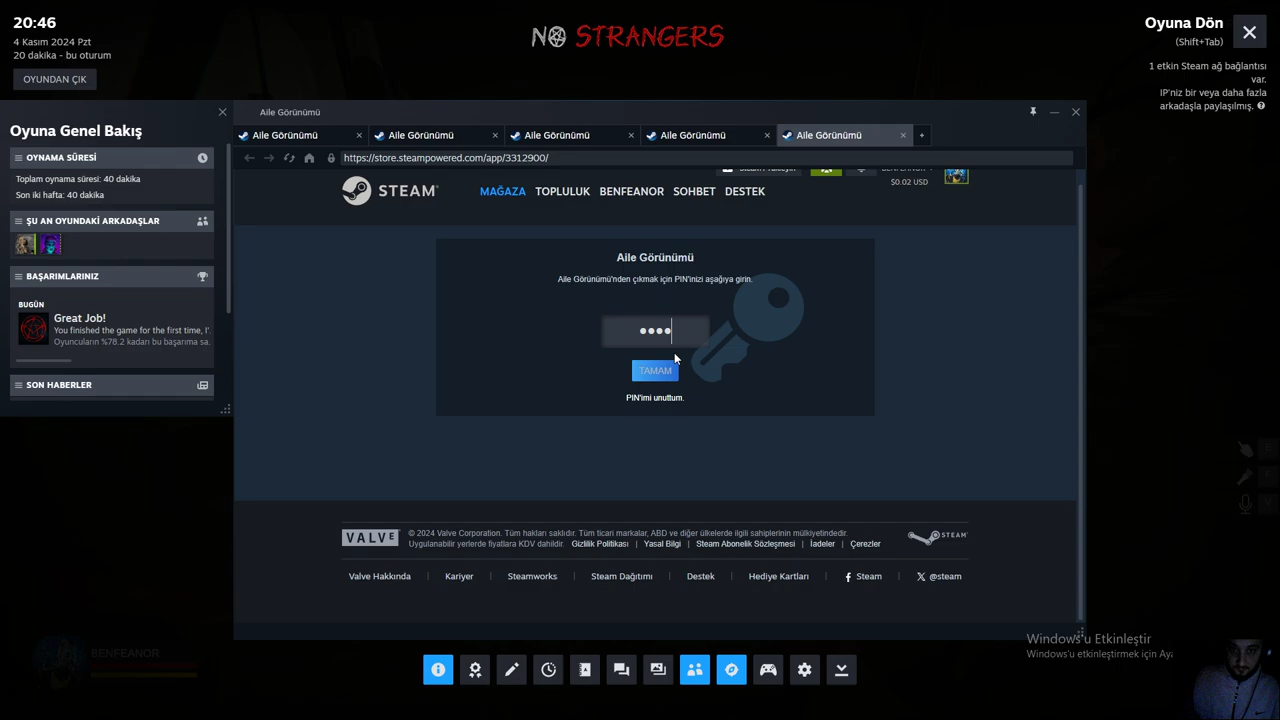 20:46
4 Kasım 2024 Pzt
20 dakika - bu oturum
OYUNDAN ÇIK
NO STRANGERS
Oyuna Dön
(Shift+Tab)
1 etkin Steam ağ bağlantısı
var.
IP'niz bir veya daha fazla
arkadaşla paylaşılmış.
Oyuna Genel Bakış
OYNAMA SÜRESİ
Toplam oynama süresi: 40 dakika
Son iki hafta: 40 dakika
ŞU AN OYUNDAKİ ARKADAŞLAR
BAŞARIMLARINIZ
BUGÜN
Great Job!
You finished the game for the first time, I'
Oyuncuların %78.2 kadarı bu başarıma sa
SON HABERLER
Aile Görünümü
Aile Görünümü
Aile Görünümü
Aile Görünümü
Aile Görünümü
Aile Görünümü
https://store.steampowered.com/app/3312900/
$0.02 USD
STEAM
MAĞAZA
TOPLULUK
BENFEANOR
SOHBET
DESTEK
Aile Görünümü
Aile Görünümü'nden çıkmak için PIN'inizi aşağıya girin.
TAMAM
PIN'imi unuttum.
VALVE
© 2024 Valve Corporation. Tüm hakları saklıdır. Tüm ticari markalar, ABD ve diğer ülkelerde ilgili sahiplerinin mülkiyetindedir.
Uygulanabilir yerlerde fiyatlara KDV dahildir. Gizlilik Politikası | Yasal Bilgi | Steam Abonelik Sözleşmesi | İadeler | Çerezler
STEAM
Valve Hakkında | Kariyer | Steamworks | Steam Dağıtımı | Destek | Hediye Kartları | Steam | @steam
Windows'u Etkinleştir
Windows'u etkinleştirmek için Aya
BENFEANOR